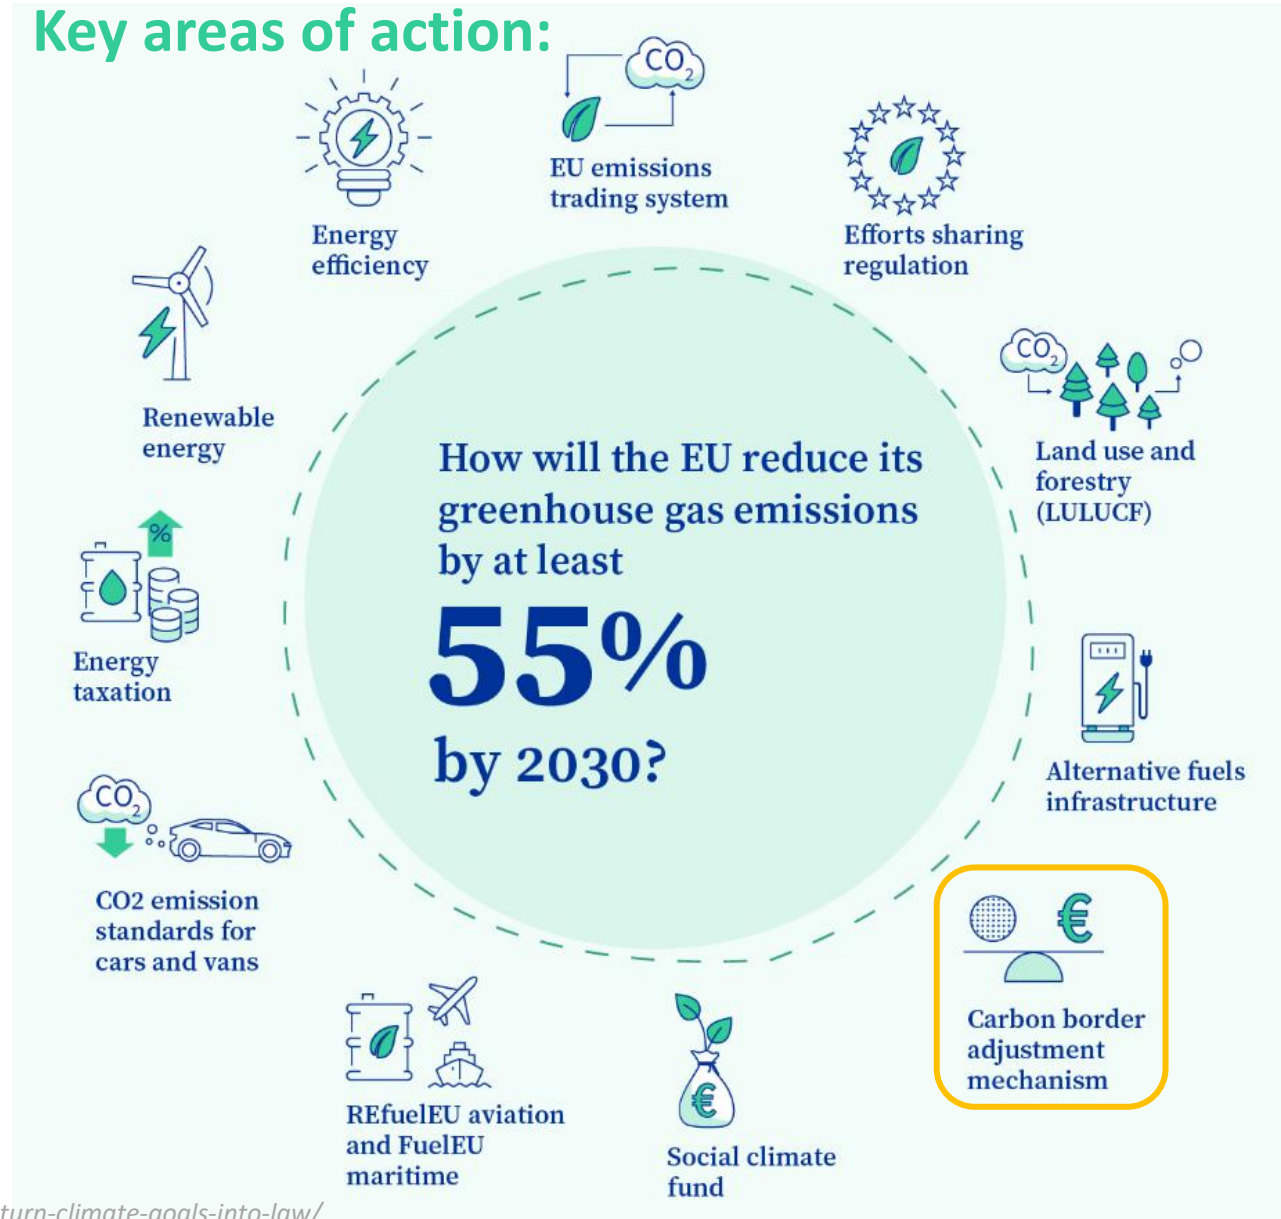 Key areas of action:
CO2
EU emissions
trading system
Efforts sharing
regulation
Energy
efficiency
CO2
Land use and
forestry
(LULUCF)
Renewable
energy
How will the EU reduce its
greenhouse gas emissions
by at least
55%
by 2030?
%
Energy
taxation
Alternative fuels
infrastructure
CO2
CO2 emission
standards for
cars and vans
€
Carbon border
adjustment
mechanism
REfuelEU aviation
and FuelEU
maritime
€
Social climate
fund
turn-climate-goals-into-law/